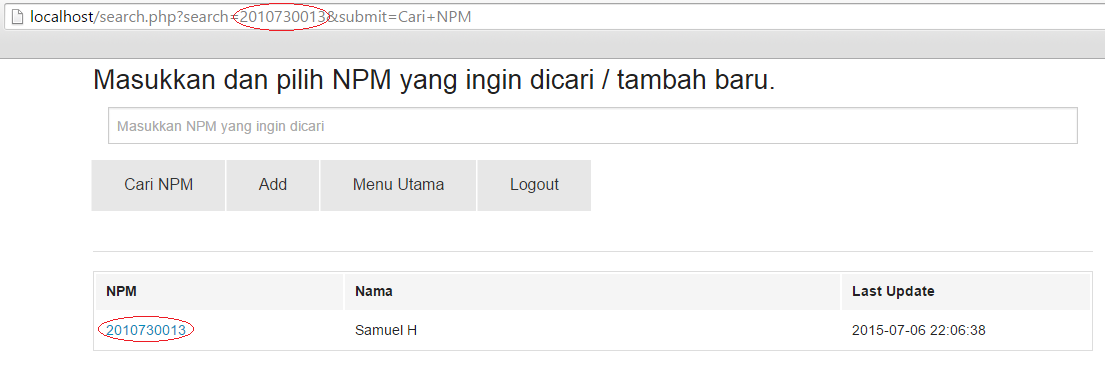 localhost/search.php?search=2010730013&submit=Cari+NPM
Masukkan dan pilih NPM yang ingin dicari / tambah baru.
Masukkan NPM yang ingin dicari
Cari NPM Add Menu Utama Logout
NPM Nama Last Update
2010730013 Samuel H 2015-07-06 22:06:38